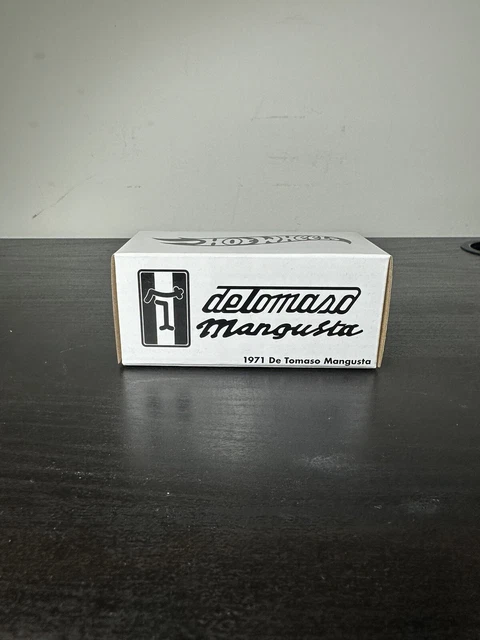 HOT WHEELS
deTomaso
Mangusta
1971 De Tomaso Mangusta